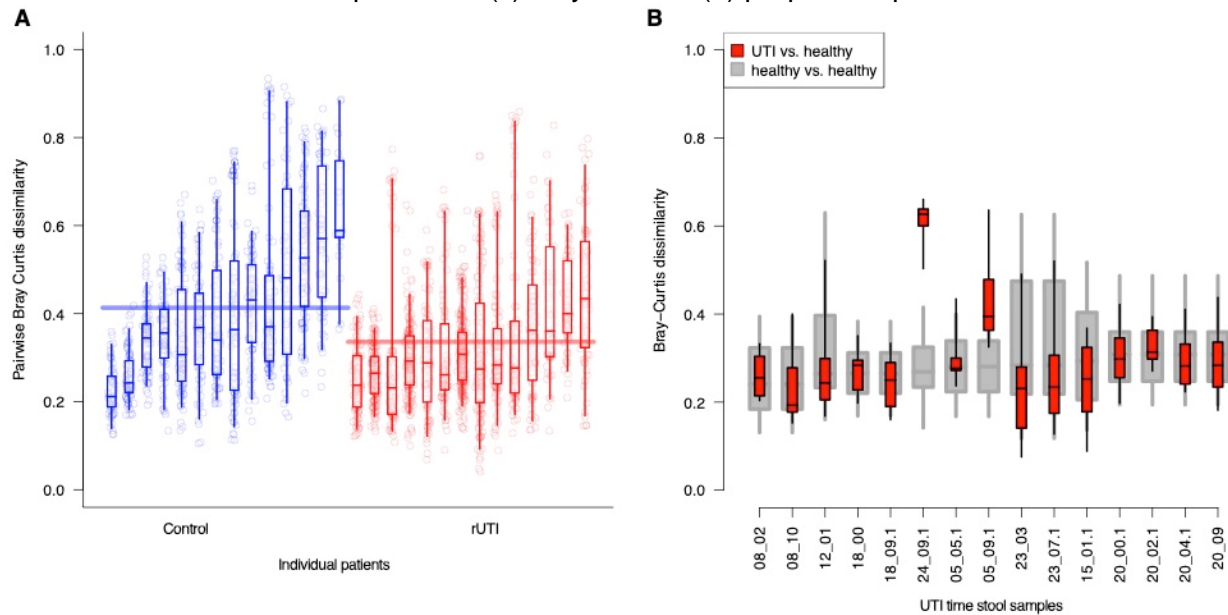 A
B
1.0
0.8
0.6
0.4
0.2
0.0
Pairwise Bray Curtis dissimilarity
Control
rUTI
Individual patients
UTI vs. healthy
healthy vs. healthy
1.0
0.8
0.6
0.4
0.2
0.0
Bray−Curtis dissimilarity
08_02
08_10
12_01
18_00
18_09.1
24_09.1
05_05.1
05_09.1
23_03
23_07.1
15_01.1
20_00.1
20_02.1
20_04.1
20_09
UTI time stool samples